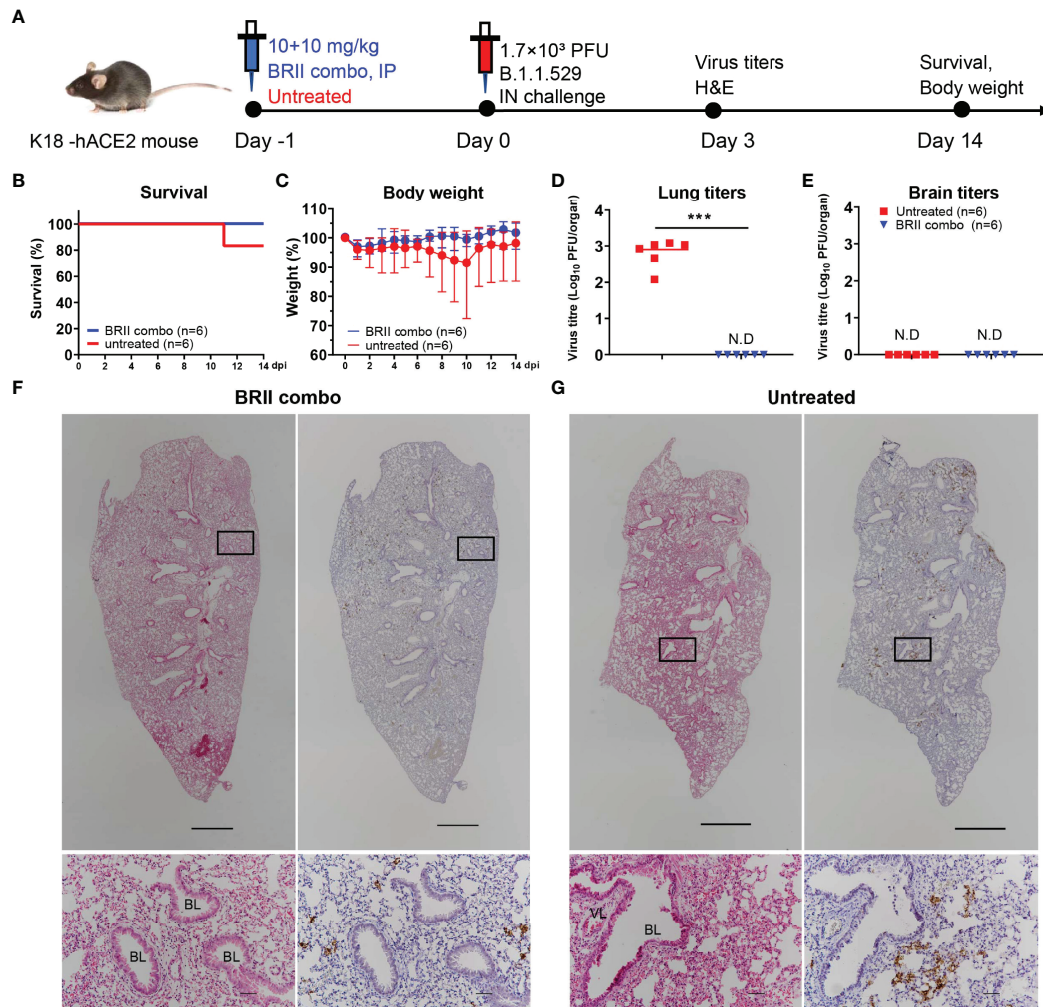 A
10+10 mg/kg
BRII combo, IP
Untreated
1.7×10³ PFU
B.1.1.529
IN challenge
Virus titers
H&E
Survival,
Body weight
K18 -hACE2 mouse
Day -1
Day 0
Day 3
Day 14
B
Survival
Survival (%)
100
80
60
40
20
0
BRII combo (n=6)
untreated (n=6)
0 2 4 6 8 10 12 14 dpi
C
Body weight
Weight (%)
110
100
90
80
70
60
BRII combo (n=6)
untreated (n=6)
0 2 4 6 8 10 12 14 dpi
D
Lung titers
Virus titre (Log10 PFU/organ)
4
3
2
1
0
***
N.D
E
Brain titers
Virus titre (Log10 PFU/organ)
4
3
2
1
0
Untreated (n=6)
BRII combo (n=6)
N.D N.D
F
BRII combo
BL
BL
BL
G
Untreated
VL
BL